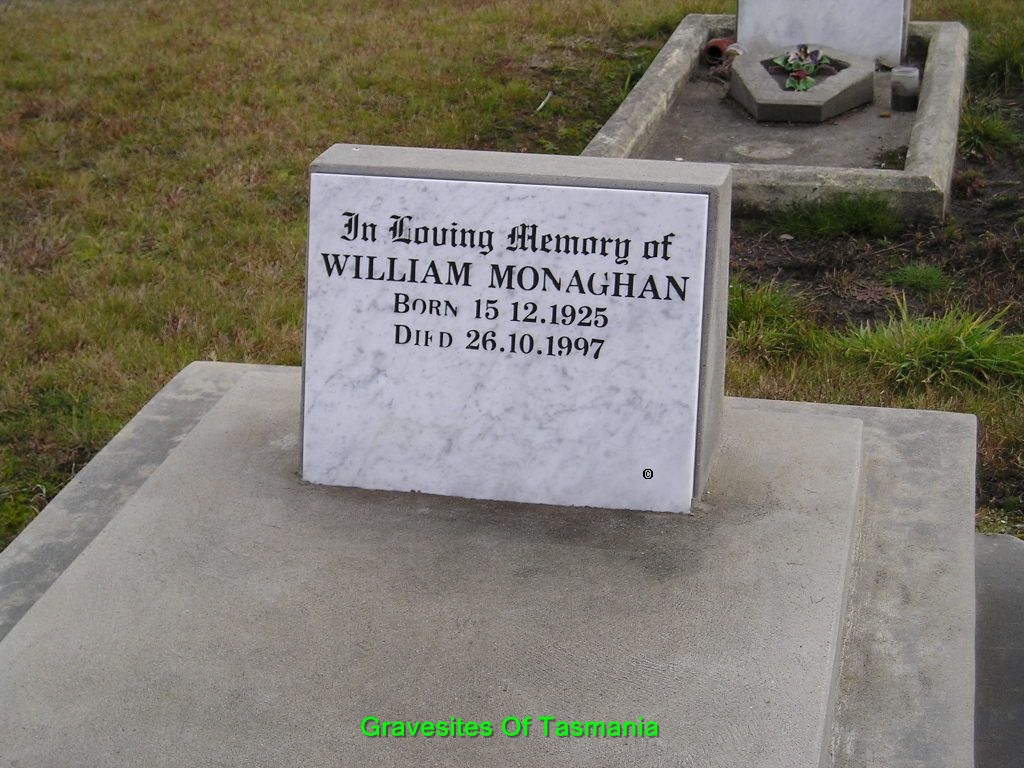 In Loving Memory of
WILLIAM MONAGHAN
BORN 15 12.1925
DIED 26.10.1997
©
Gravesites Of Tasmania